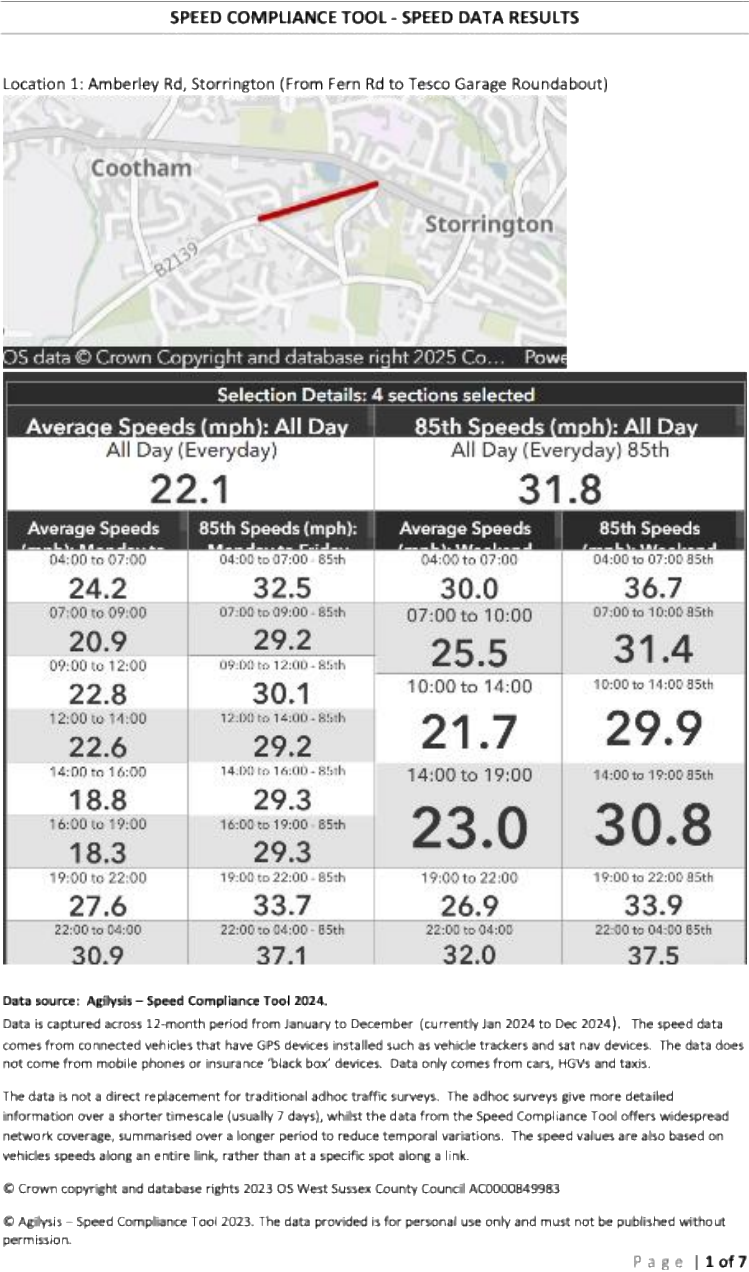 SPEED COMPLIANCE TOOL - SPEED DATA RESULTS
Location 1: Amberley Rd, Storrington (From Fern Rd to Tesco Garage Roundabout)
Cootham
Storrington
B2139
OS data © Crown Copyright and database right 2025 Co... Powe
Selection Details: 4 sections selected
Average Speeds (mph): All Day 85th Speeds (mph): All Day
All Day (Everyday) All Day (Everyday) 85th
22.1 31.8
Average Speeds 85th Speeds (mph): Average Speeds 85th Speeds
(mph): Monday to Monday to Friday (mph): Weekend (mph): Weekend
04:00 to 07:00 04:00 to 07:00 - 85th 04:00 to 07:00 04:00 to 07:00 85th
24.2 32.5 30.0 36.7
07:00 to 09:00 07:00 to 09:00 - 85th 07:00 to 10:00 07:00 to 10:00 85th
20.9 29.2 25.5 31.4
09:00 to 12:00 09:00 to 12:00 - 85th 10:00 to 14:00 10:00 to 14:00 85th
22.8 30.1 21.7 29.9
12:00 to 14:00 12:00 to 14:00 - 85th
22.6 29.2
14:00 to 16:00 14:00 to 16:00 - 85th 14:00 to 19:00 14:00 to 19:00 85th
18.8 29.3 23.0 30.8
16:00 to 19:00 16:00 to 19:00 - 85th
18.3 29.3
19:00 to 22:00 19:00 to 22:00 - 85th 19:00 to 22:00 19:00 to 22:00 85th
27.6 33.7 26.9 33.9
22:00 to 04:00 22:00 to 04:00 - 85th 22:00 to 04:00 22:00 to 04:00 85th
30.9 37.1 32.0 37.5
Data source: Agilysis – Speed Compliance Tool 2024.
Data is captured across 12-month period from January to December (currently Jan 2024 to Dec 2024). The speed data
comes from connected vehicles that have GPS devices installed such as vehicle trackers and sat nav devices. The data does
not come from mobile phones or insurance ‘black box’ devices. Data only comes from cars, HGVs and taxis.
The data is not a direct replacement for traditional adhoc traffic surveys. The adhoc surveys give more detailed
information over a shorter timescale (usually 7 days), whilst the data from the Speed Compliance Tool offers widespread
network coverage, summarised over a longer period to reduce temporal variations. The speed values are also based on
vehicles speeds along an entire link, rather than at a specific spot along a link.
© Crown copyright and database rights 2023 OS West Sussex County Council AC0000849983
© Agilysis – Speed Compliance Tool 2023. The data provided is for personal use only and must not be published without
permission.
Page | 1 of 7